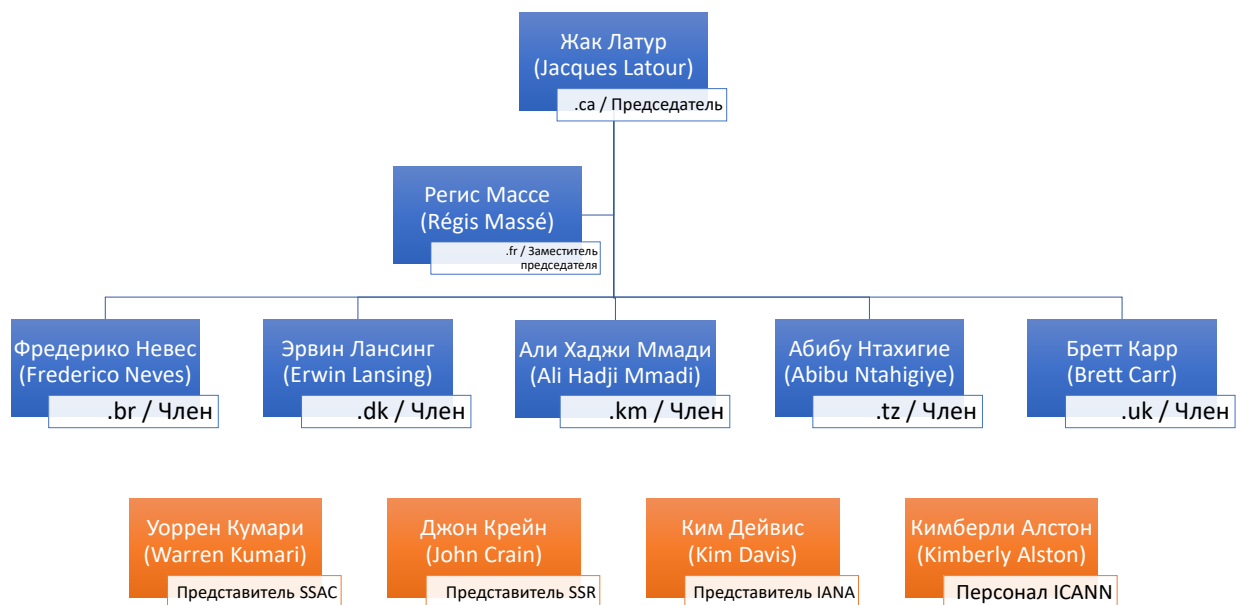 Жак Латур
(Jacques Latour)
.ca / Председатель
Регис Массе
(Régis Massé)
.fr / Заместитель
председателя
Фредерико Невес
(Frederico Neves)
.br / Член
Эрвин Лансинг
(Erwin Lansing)
.dk / Член
Али Хаджи Ммади
(Ali Hadji Mmadi)
.km / Член
Абибу Нтахигие
(Abibu Ntahigiye)
.tz / Член
Бретт Карр
(Brett Carr)
.uk / Член
Уоррен Кумари
(Warren Kumari)
Представитель SSAC
Джон Крейн
(John Crain)
Представитель SSR
Ким Дейвис
(Kim Davis)
Представитель IANA
Кимберли Алстон
(Kimberly Alston)
Персонал ICANN